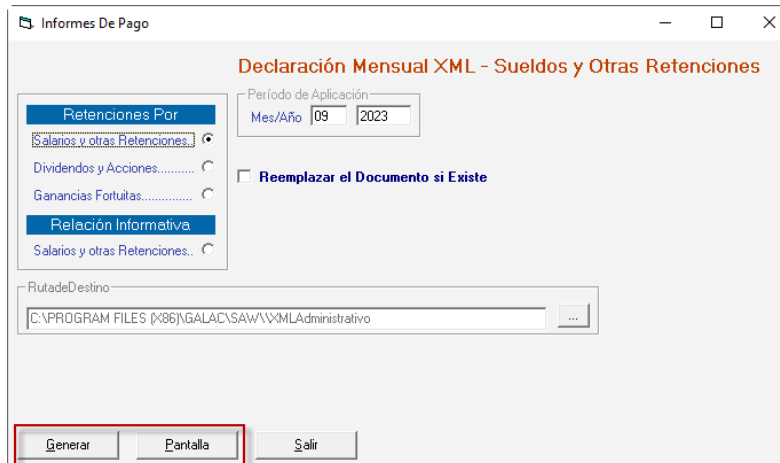 Informes De Pago
Declaración Mensual XML - Sueldos y Otras Retenciones
Retenciones Por
Salarios y otras Retenciones..
Dividendos y Acciones..........
Ganancias Fortuitas..............
Relación Informativa
Salarios y otras Retenciones..
Período de Aplicación
Mes/Año 09 2023
Reemplazar el Documento si Existe
RutadeDestino
C:\PROGRAM FILES (X86)\GALAC\SAW\\XMLAdministrativo
...
Generar Pantalla Salir